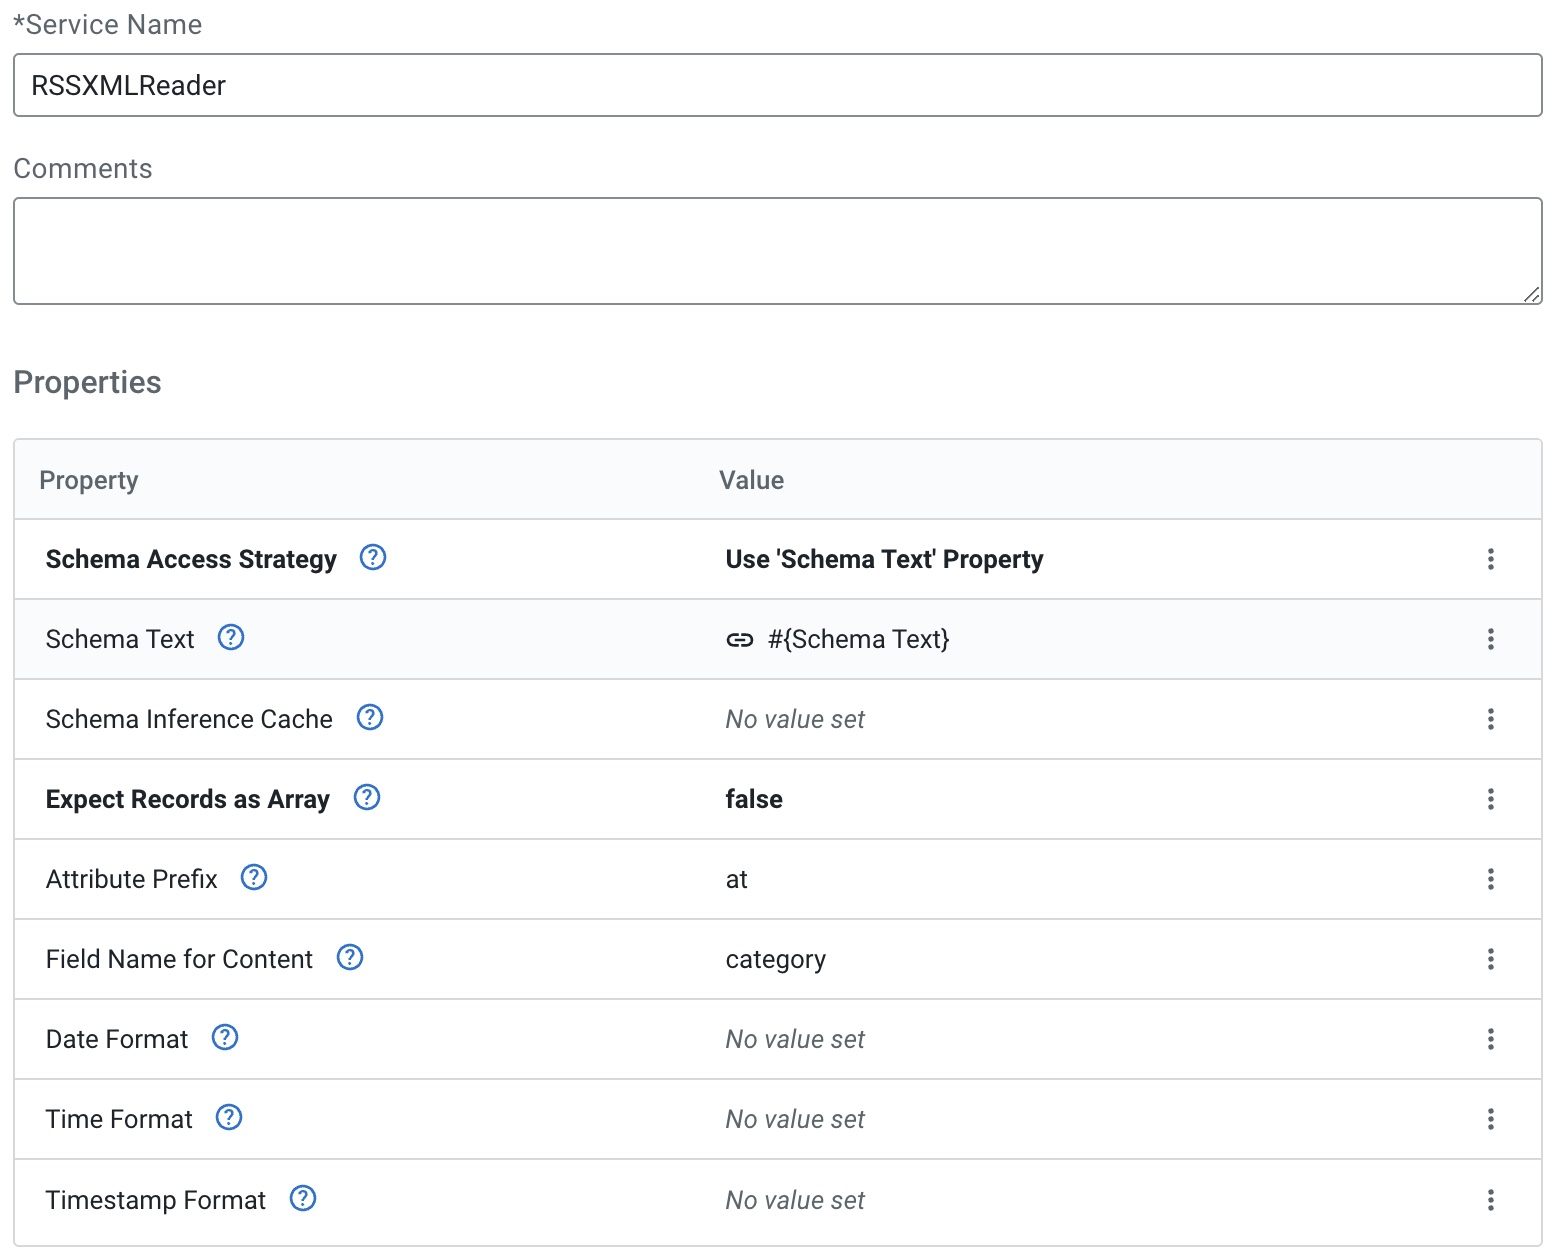 *Service Name
RSSXMLReader
Comments
Properties
Property Value
Schema Access Strategy ? Use 'Schema Text' Property
Schema Text ? #{Schema Text}
Schema Inference Cache ? No value set
Expect Records as Array ? false
Attribute Prefix ? at
Field Name for Content ? category
Date Format ? No value set
Time Format ? No value set
Timestamp Format ? No value set